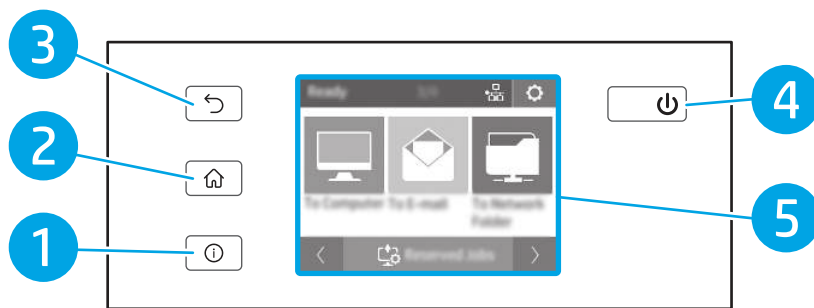 3
2
1
4
5
Ready
To Computer
To E-mail
To Network
Folder
Reserved Jobs